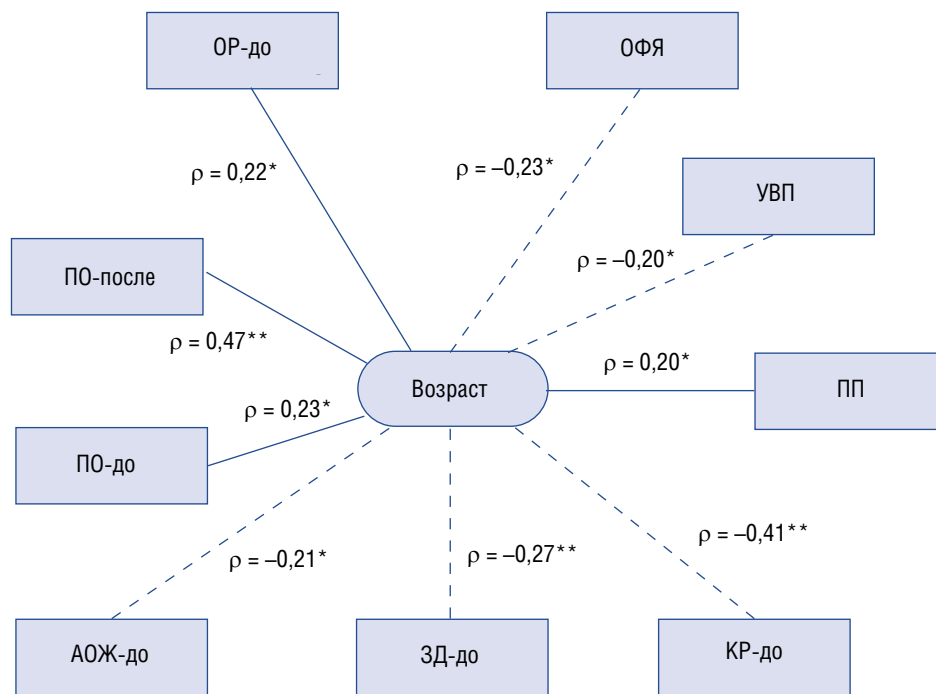 ОР-до
ОФЯ
ρ = 0,22*
ρ = –0,23*
УВП
ПО-после
ρ = –0,20*
ρ = 0,47**
Возраст
ρ = 0,20*
ПП
ρ = 0,23*
ПО-до
ρ = –0,21*
ρ = –0,27**
ρ = –0,41**
АОЖ-до
ЗД-до
КР-до